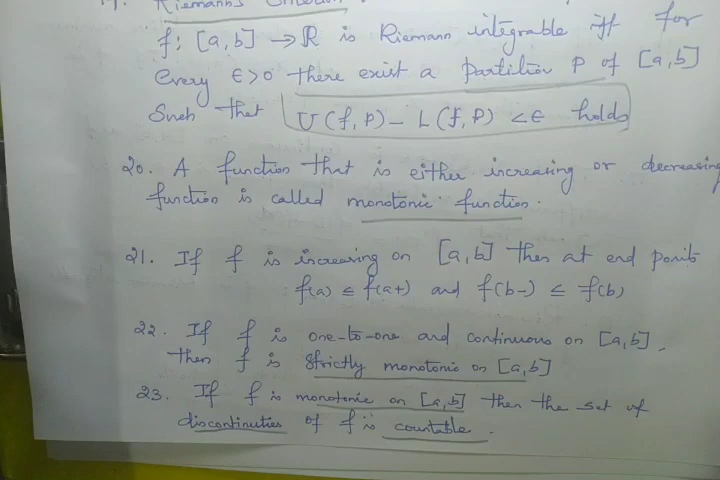 Riemann's Criterion:
f: [a,b] → ℝ is Riemann integrable iff for
every ϵ>0 there exist a partition P of [a,b]
Such that U(f,P) - L(f,P) < ϵ holds
20. A function that is either increasing or decreasing
function is called monotonic function.
21. If f is increasing on [a,b] then at end points
f(a) ≤ f(a+) and f(b-) ≤ f(b)
22. If f is one-to-one and continuous on [a,b],
then f is strictly monotonic on [a,b]
23. If f is monotonic on [a,b] then the set of
discontinuties of f is countable.